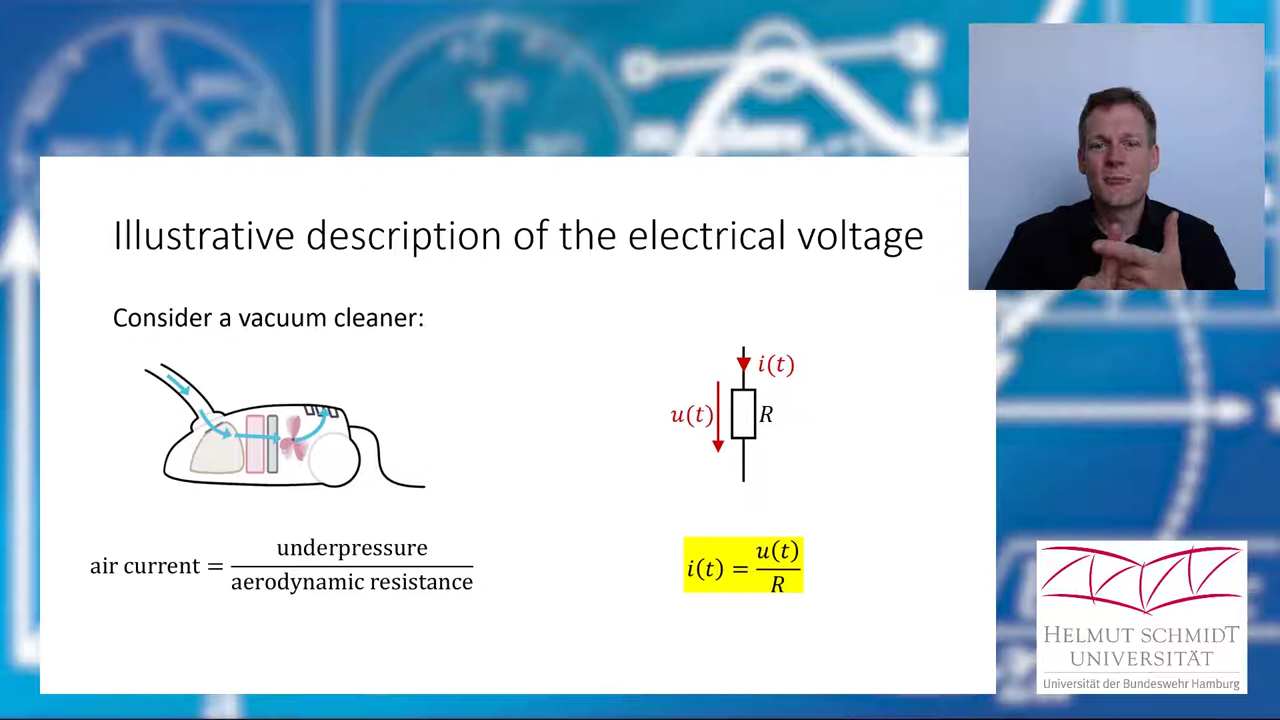 Illustrative description of the electrical voltage
Consider a vacuum cleaner:
i(t)
u(t)
R
air current = underpressure / aerodynamic resistance
i(t) = u(t) / R
HELMUT SCHMIDT
UNIVERSITÄT
Universität der Bundeswehr Hamburg